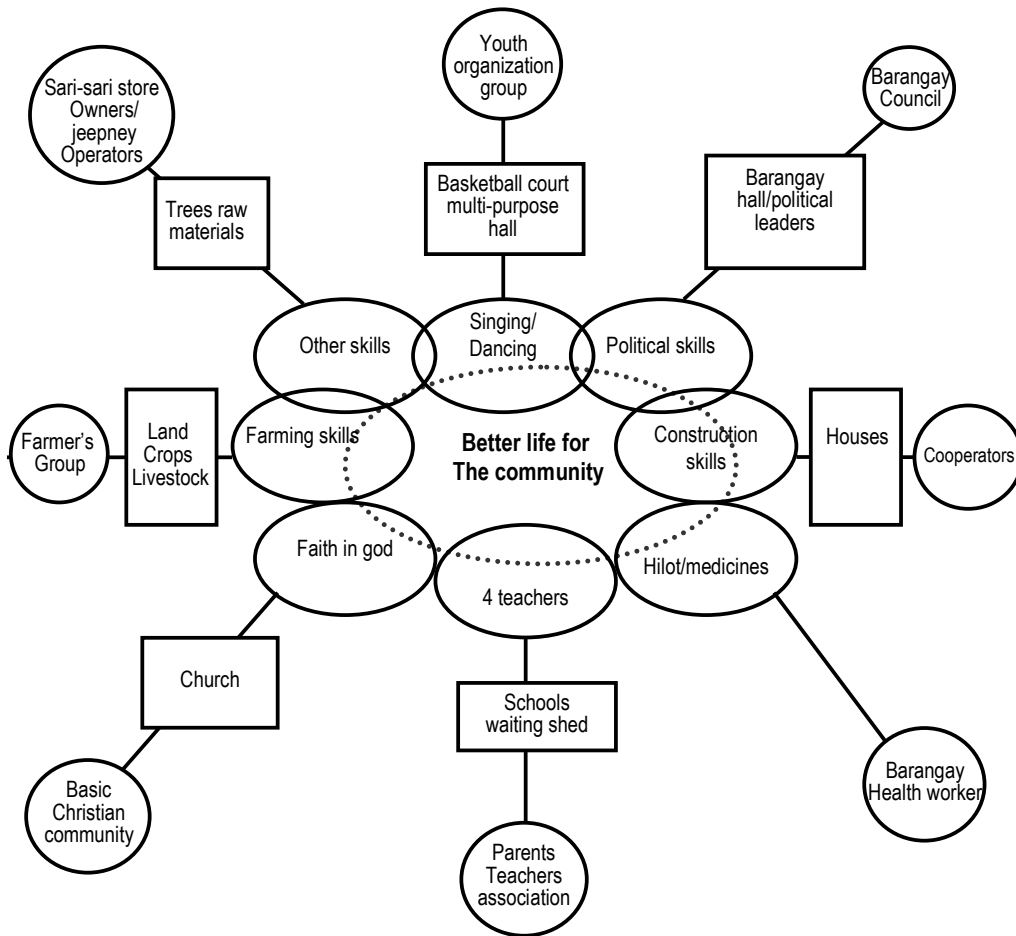 Youth
organization
group
Sari-sari store
Owners/
jeepney
Operators
Barangay
Council
Trees raw
materials
Basketball court
multi-purpose
hall
Barangay
hall/political
leaders
Other skills
Singing/
Dancing
Political skills
Farmer's
Group
Land
Crops
Livestock
Farming skills
Better life for
The community
Construction
skills
Houses
Cooperators
Faith in god
4 teachers
Hilot/medicines
Church
Schools
waiting shed
Basic
Christian
community
Parents
Teachers
association
Barangay
Health worker